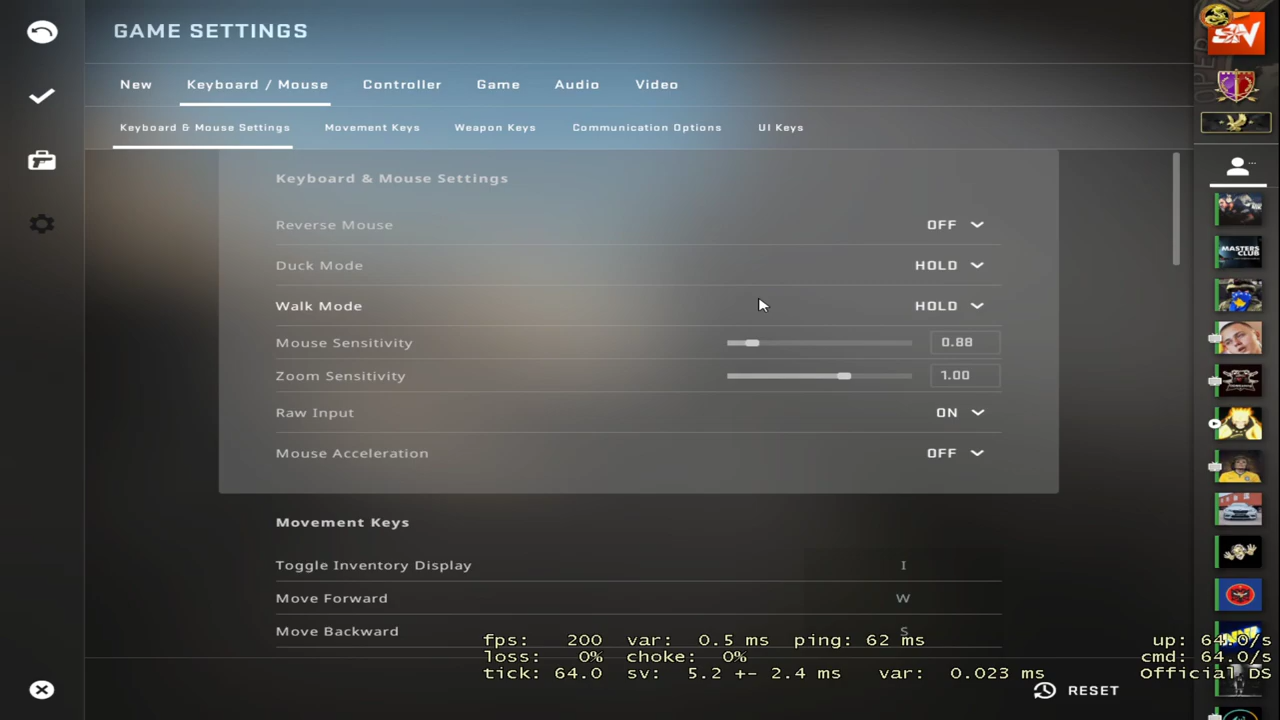 GAME SETTINGS
New Keyboard / Mouse Controller Game Audio Video
Keyboard & Mouse Settings Movement Keys Weapon Keys Communication Options UI Keys
Keyboard & Mouse Settings
Reverse Mouse OFF
Duck Mode HOLD
Walk Mode HOLD
Mouse Sensitivity 0.88
Zoom Sensitivity 1.00
Raw Input ON
Mouse Acceleration OFF
Movement Keys
Toggle Inventory Display I
Move Forward W
Move Backward S
fps: 200 var: 0.5 ms ping: 62 ms up: 64.0/s
loss: 0% choke: 0% cmd: 64.0/s
tick: 64.0 sv: 5.2 +- 2.4 ms var: 0.023 ms Official DS
RESET
MASTERS
CLUB